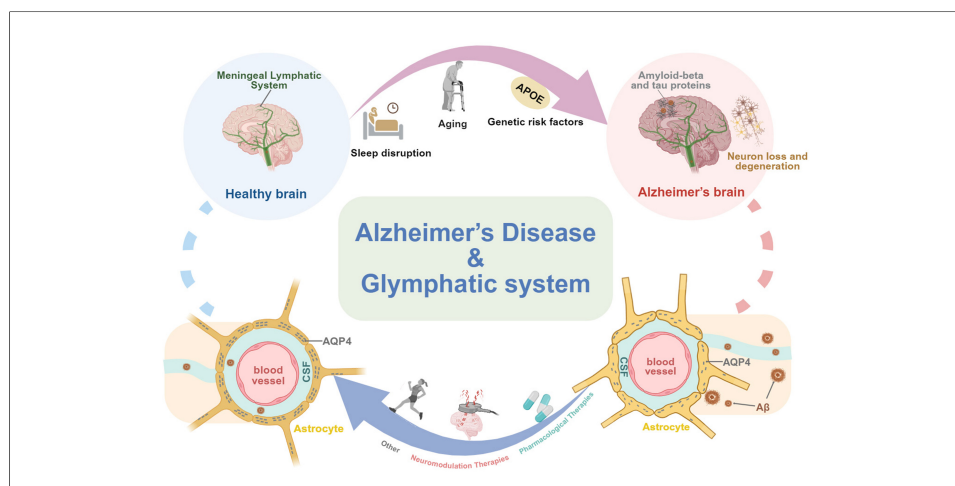 Meningeal Lymphatic
System
Healthy brain
Sleep disruption
Aging
APOE
Genetic risk factors
Amyloid-beta
and tau proteins
Neuron loss and
degeneration
Alzheimer's brain
Alzheimer's Disease
&
Glymphatic system
AQP4
CSF
blood
vessel
Astrocyte
Other
Neuromodulation Therapies
Pharmacological Therapies
CSF
blood
vessel
AQP4
Aβ
Astrocyte